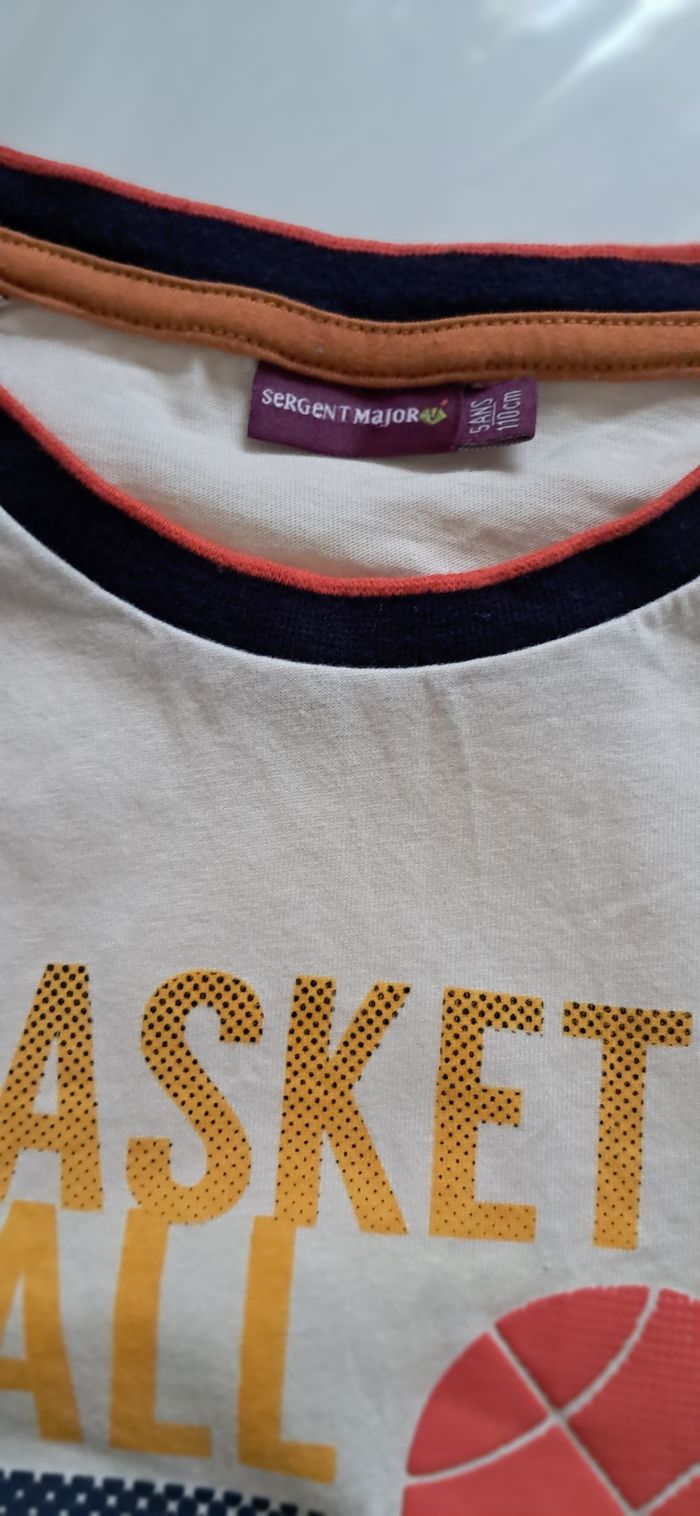 SeRGeNT MajoR
5ANS
110cm
ASKET
ALL